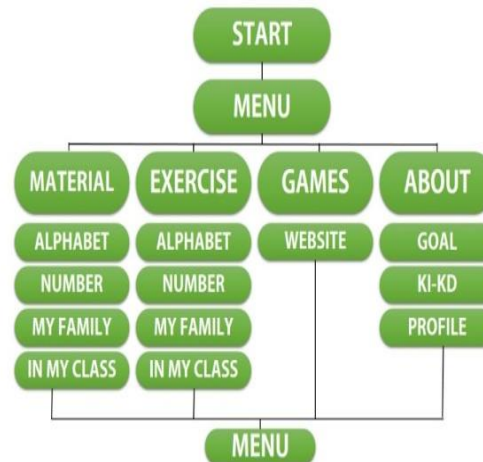 START
MENU
MATERIAL EXERCISE GAMES ABOUT
ALPHABET ALPHABET WEBSITE GOAL
NUMBER NUMBER KI-KD
MY FAMILY MY FAMILY PROFILE
IN MY CLASS IN MY CLASS
MENU